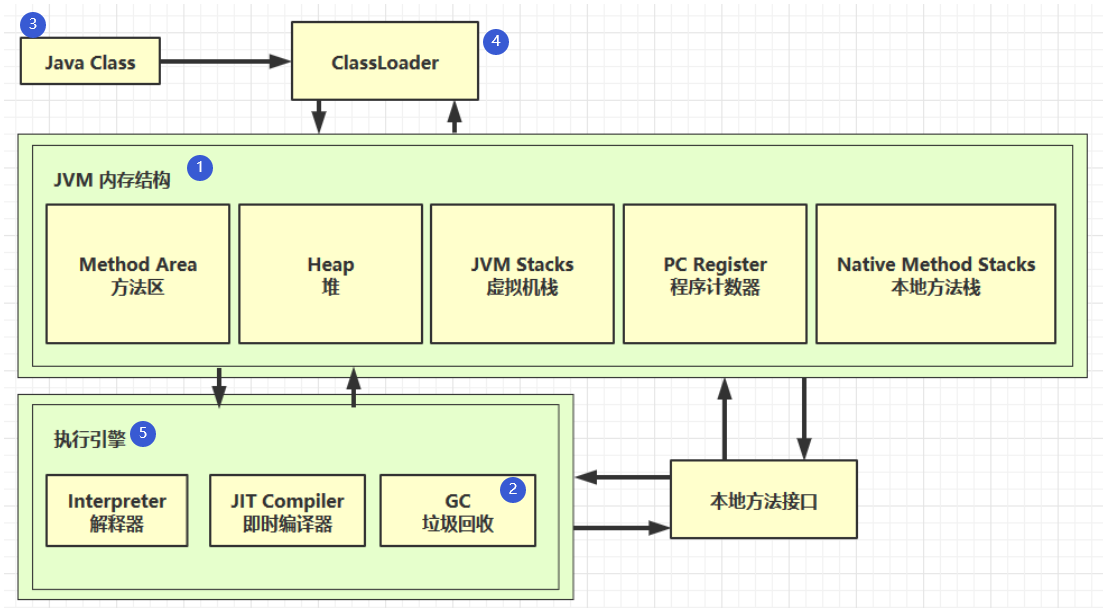 3
Java Class
ClassLoader
4
JVM 内存结构
1
Method Area
方法区
Heap
堆
JVM Stacks
虚拟机栈
PC Register
程序计数器
Native Method Stacks
本地方法栈
执行引擎
5
Interpreter
解释器
JIT Compiler
即时编译器
GC
垃圾回收
2
本地方法接口